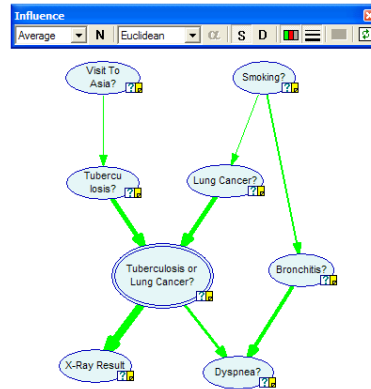 Influence
Average N Euclidean α S D
Visit To
Asia?
?
Smoking?
?
Tubercu
losis?
?
Lung Cancer?
?
Tuberculosis or
Lung Cancer?
?
Bronchitis?
?
X-Ray Result
?
Dyspnea?
?